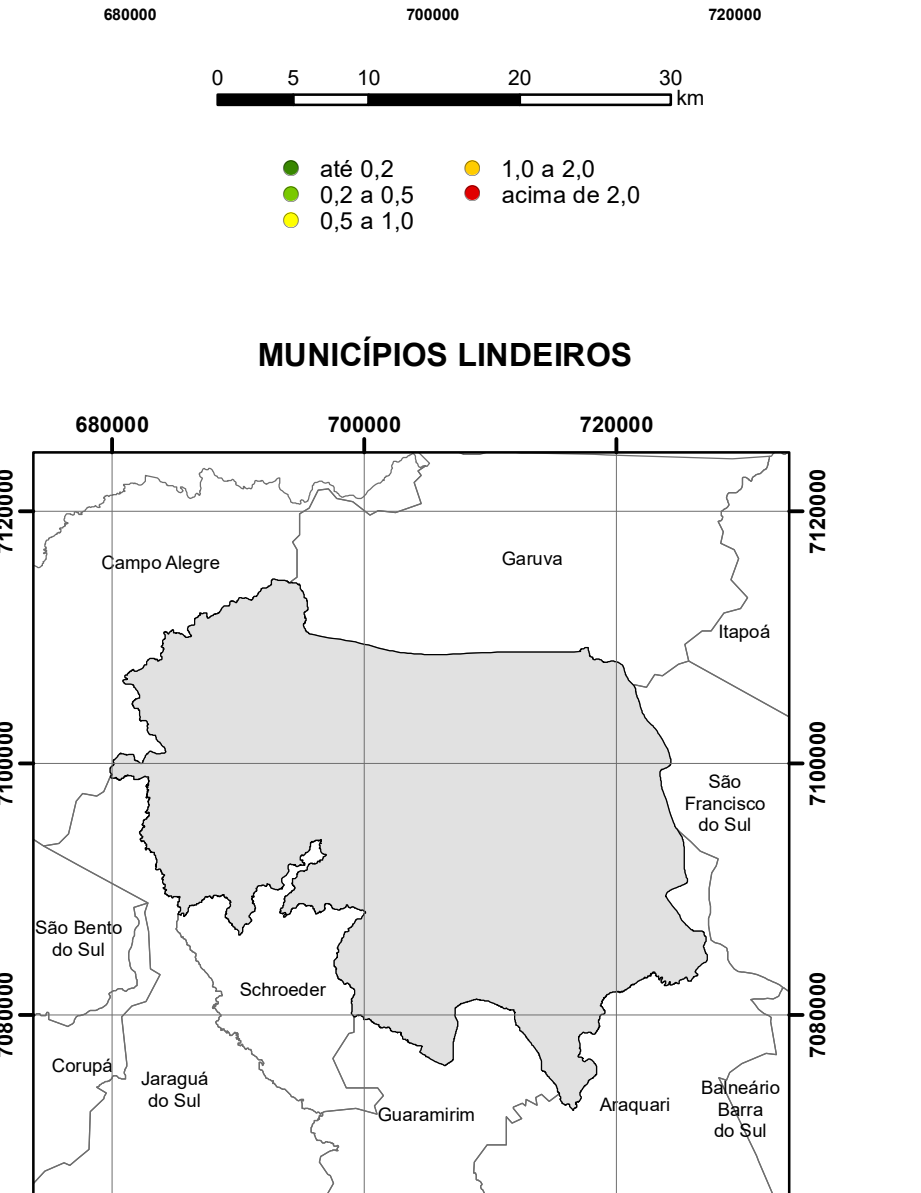 680000 700000 720000
0 5 10 20 30
km
até 0,2 1,0 a 2,0
0,2 a 0,5 acima de 2,0
0,5 a 1,0
MUNICÍPIOS LINDEIROS
680000 700000 720000
7120000 7120000
Campo Alegre Garuva
Itapoá
7100000 7100000
São
Francisco
do Sul
São Bento
do Sul
Schroeder
7080000 7080000
Corupá
Jaraguá
do Sul
Guaramirim
Araquari
Balneário
Barra
do Sul